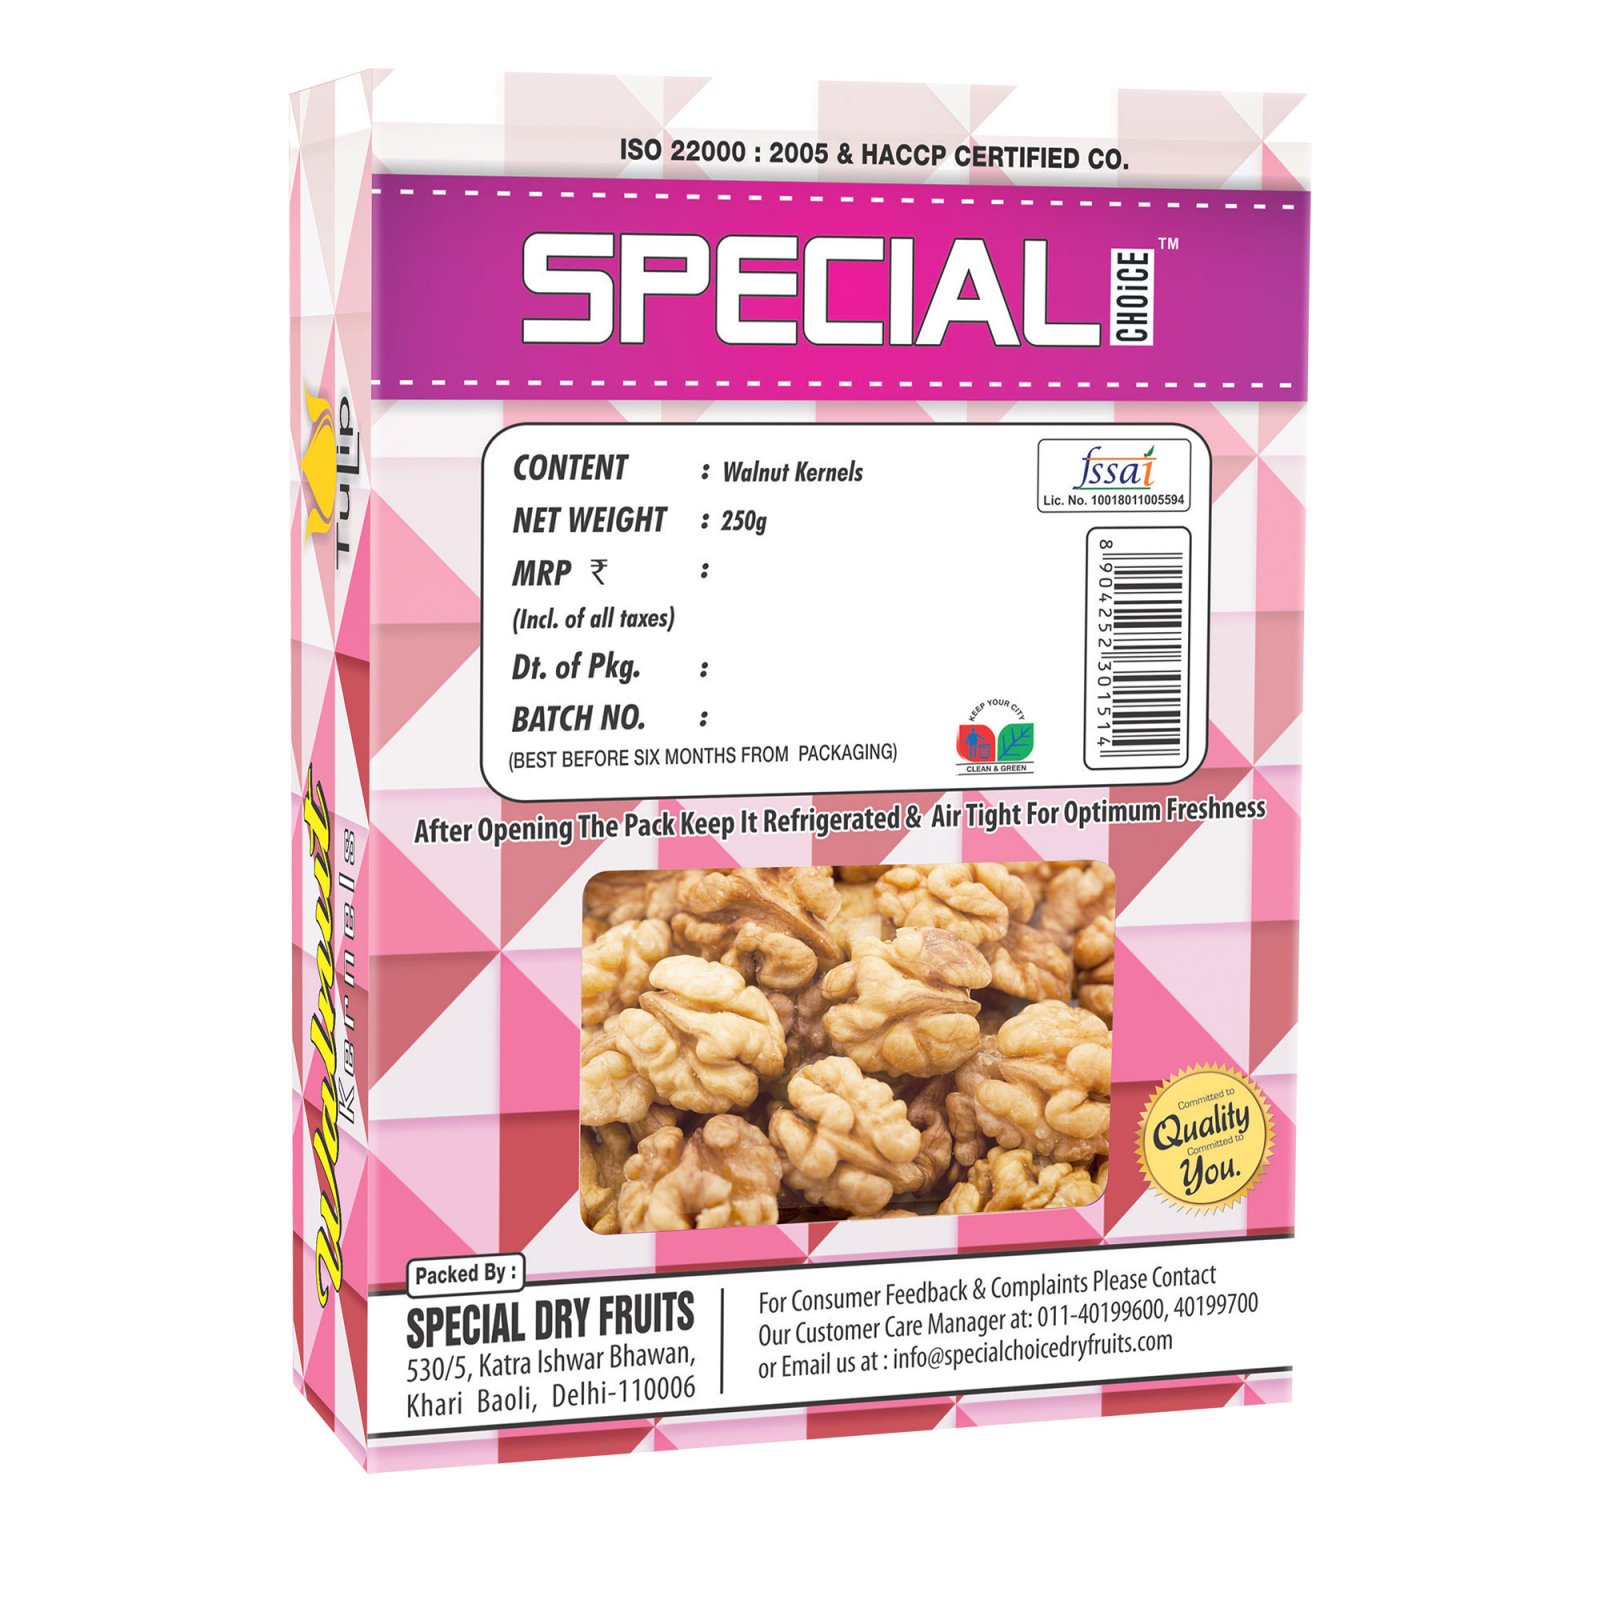 ISO 22000 : 2005 & HACCP CERTIFIED CO.
SPECIAL CHOiCE ™
CONTENT : Walnut Kernels
NET WEIGHT : 250g
MRP ₹ :
(Incl. of all taxes)
Dt. of Pkg. :
BATCH NO. :
(BEST BEFORE SIX MONTHS FROM PACKAGING)
fssai
Lic. No. 10018011005594
8 904252 301514
KEEP YOUR CITY
CLEAN & GREEN
After Opening The Pack Keep It Refrigerated & Air Tight For Optimum Freshness
Committed to
Quality
Committed to
You.
Packed By :
SPECIAL DRY FRUITS
530/5, Katra Ishwar Bhawan,
Khari Baoli, Delhi-110006
For Consumer Feedback & Complaints Please Contact
Our Customer Care Manager at: 011-40199600, 40199700
or Email us at : info@specialchoicedryfruits.com
TuLip
Walnut
Kernels